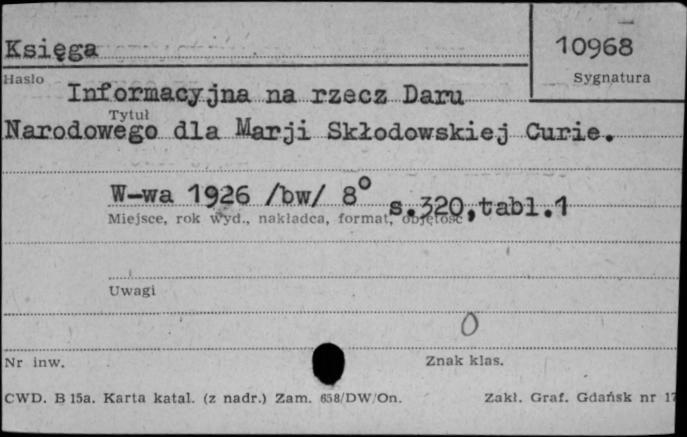 Księga
10968
Hasło
Sygnatura
Informacyjna na rzecz Daru
Tytuł
Narodowego dla Marji Skłodowskiej Curie.
W-wa 1926 /bw/ 8° s.320,tabl.1
Miejsce, rok wyd., nakładca, format, objętość
Uwagi
0
Nr inw.
Znak klas.
CWD. B 15a. Karta katal. (z nadr.) Zam. 658/DW/On.
Zakł. Graf. Gdańsk nr